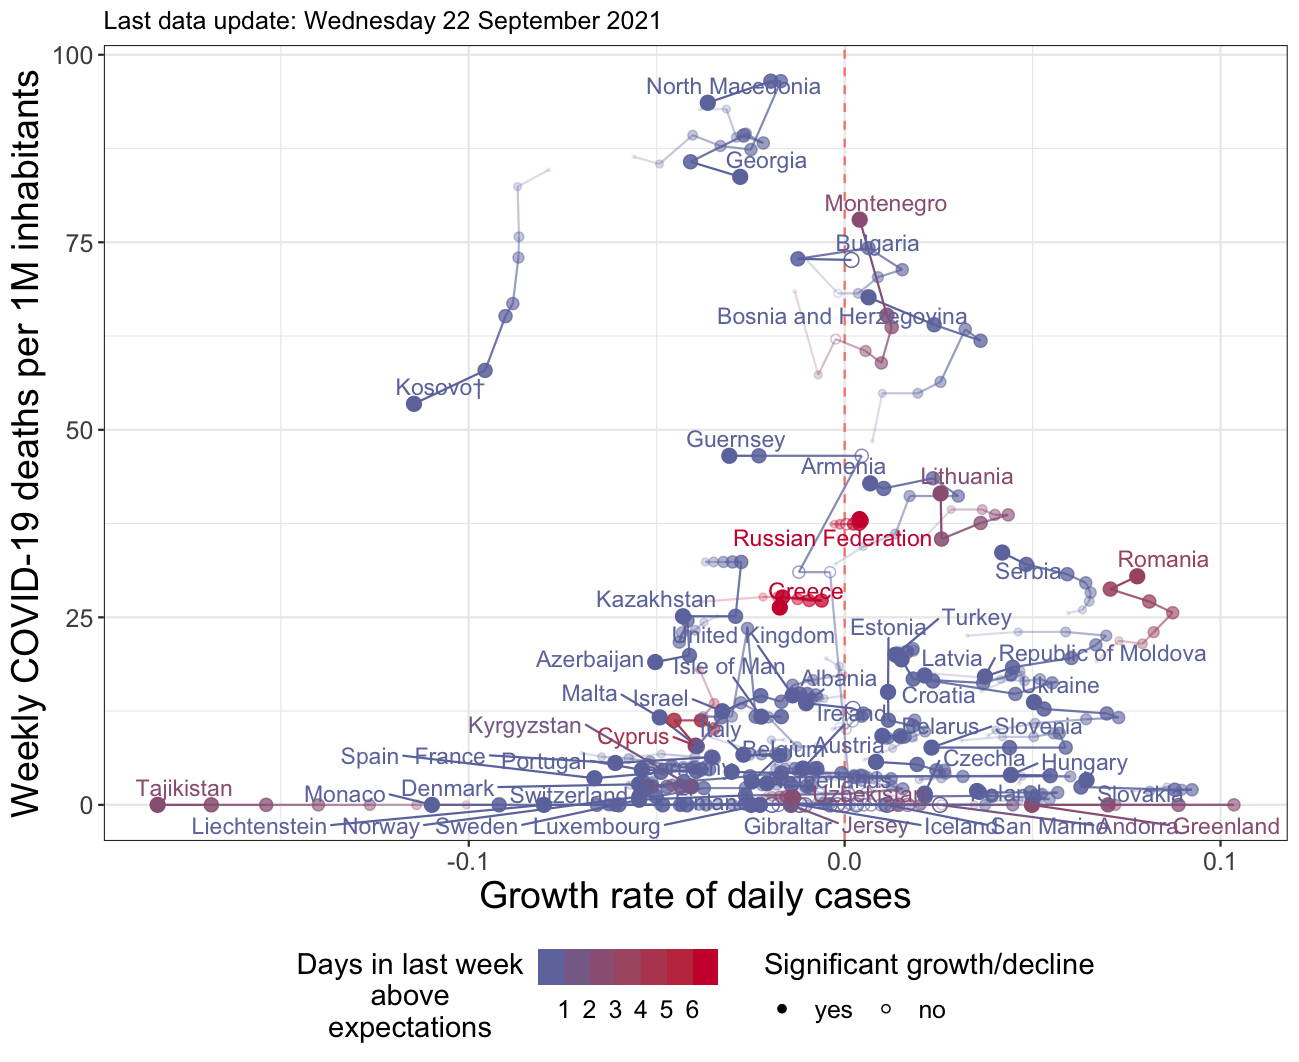 Last data update: Wednesday 22 September 2021
Weekly COVID-19 deaths per 1M inhabitants
100
75
50
25
0
North Macedonia
Georgia
Montenegro
Bulgaria
Bosnia and Herzegovina
Kosovo†
Guernsey
Armenia
Lithuania
Russian Federation
Romania
Serbia
Greece
Kazakhstan
Turkey
Estonia
United Kingdom
Azerbaijan
Isle of Man
Latvia
Republic of Moldova
Albania
Ukraine
Malta
Israel
Croatia
Ireland
Kyrgyzstan
Cyprus
Italy
Belarus
Slovenia
Belgium
Austria
Spain
France
Portugal
Czechia
Hungary
Tajikistan
Monaco
Denmark
Switzerland
Uzbekistan
Slovakia
Liechtenstein
Norway
Sweden
Luxembourg
Gibraltar
Jersey
Iceland
San Marino
Andorra
Greenland
-0.1
0.0
0.1
Growth rate of daily cases
Days in last week
above
expectations
1 2 3 4 5 6
Significant growth/decline
yes
no